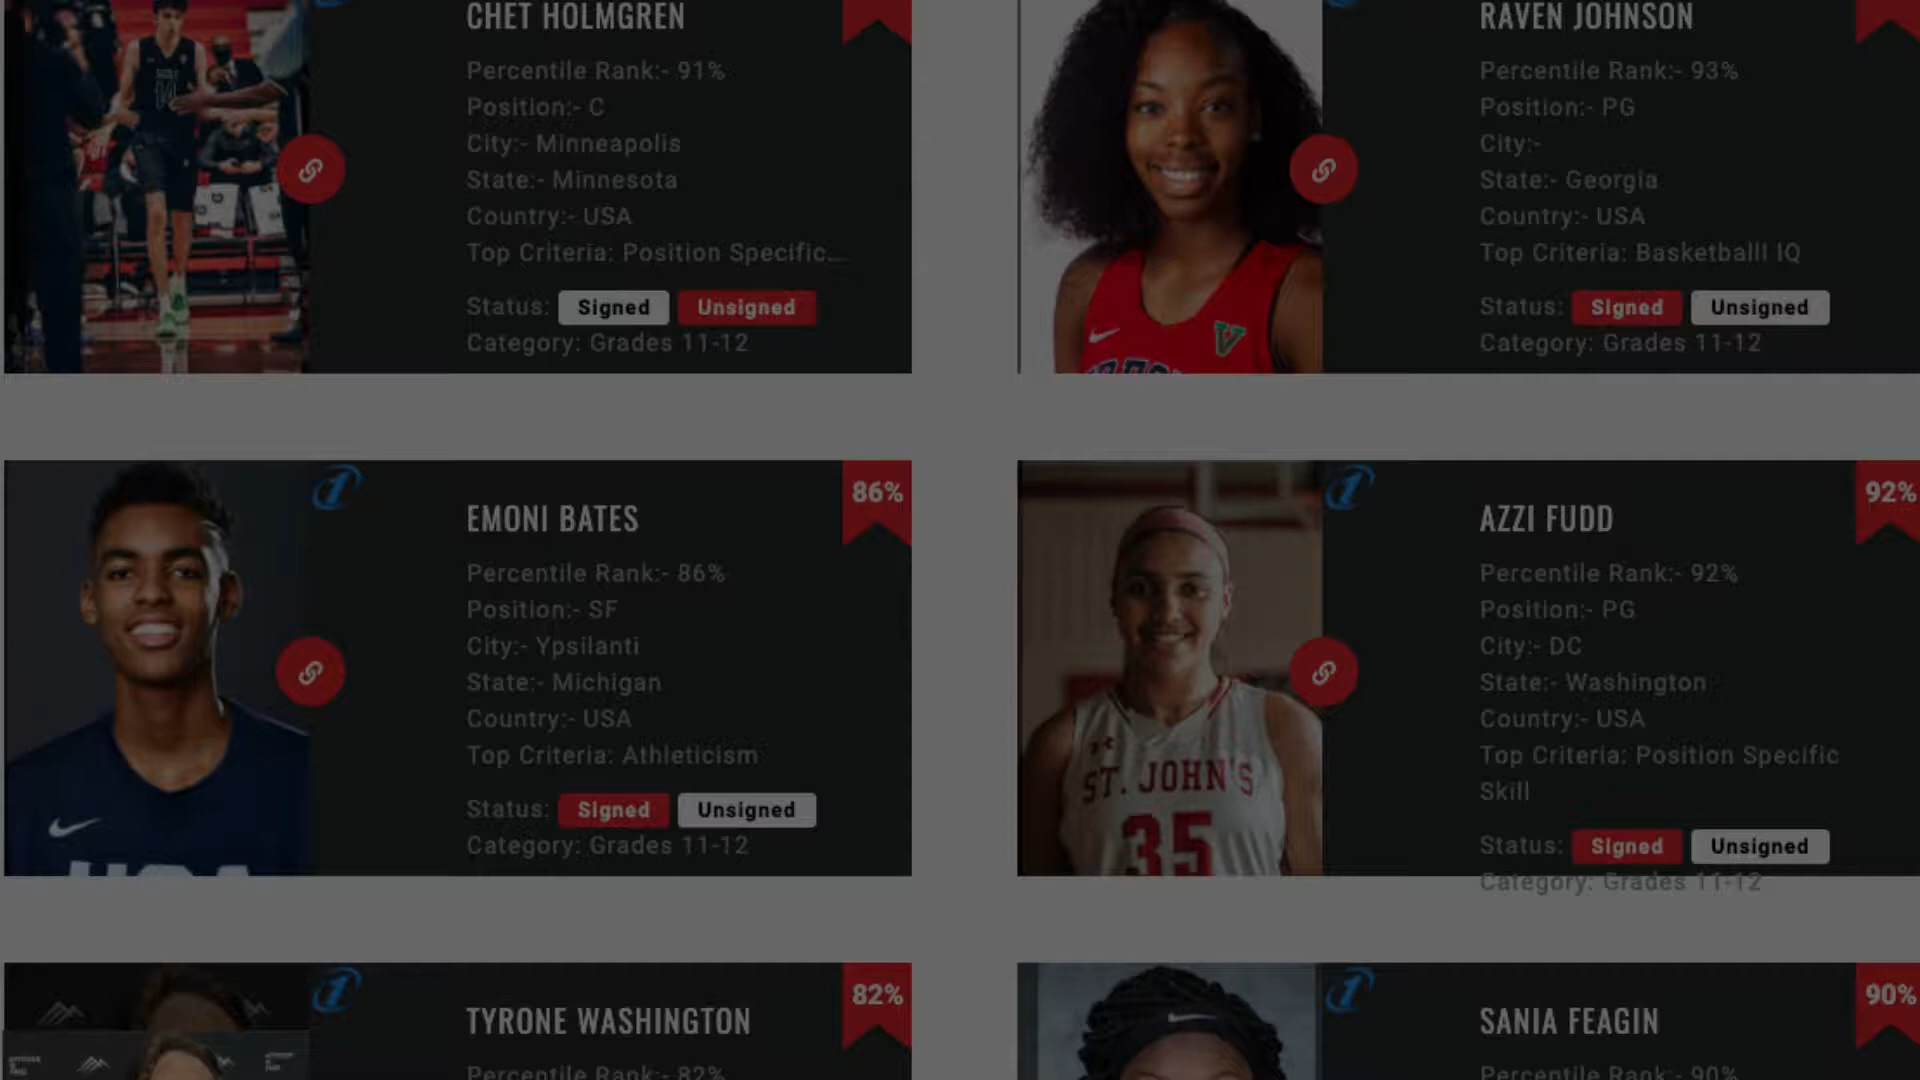 CHET HOLMGREN
Percentile Rank:- 91%
Position:- C
City:- Minneapolis
State:- Minnesota
Country:- USA
Top Criteria: Position Specific...
Status: Signed Unsigned
Category: Grades 11-12
RAVEN JOHNSON
Percentile Rank:- 93%
Position:- PG
City:-
State:- Georgia
Country:- USA
Top Criteria: Basketballl IQ
Status: Signed Unsigned
Category: Grades 11-12
86%
EMONI BATES
Percentile Rank:- 86%
Position:- SF
City:- Ypsilanti
State:- Michigan
Country:- USA
Top Criteria: Athleticism
Status: Signed Unsigned
Category: Grades 11-12
92%
AZZI FUDD
Percentile Rank:- 92%
Position:- PG
City:- DC
State:- Washington
Country:- USA
Top Criteria: Position Specific
Skill
Status: Signed Unsigned
Category: Grades 11-12
ST. JOHN'S
35
82%
TYRONE WASHINGTON
Percentile Rank:- 82%
90%
SANIA FEAGIN
Percentile Rank:- 90%